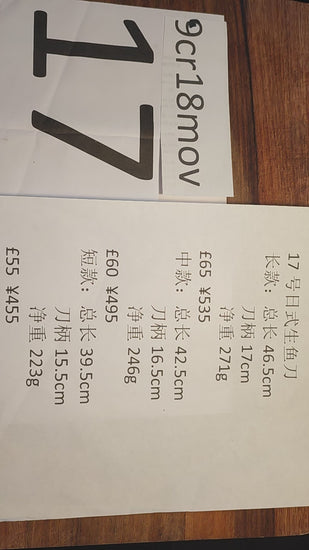 9cr18mov
17
17 号日式生鱼刀
长款：总长 46.5cm
刀柄 17cm
净重 271g
£65 ¥535
中款：总长 42.5cm
刀柄 16.5cm
净重 246g
£60 ¥495
短款：总长 39.5cm
刀柄 15.5cm
净重 223g
£55 ¥455